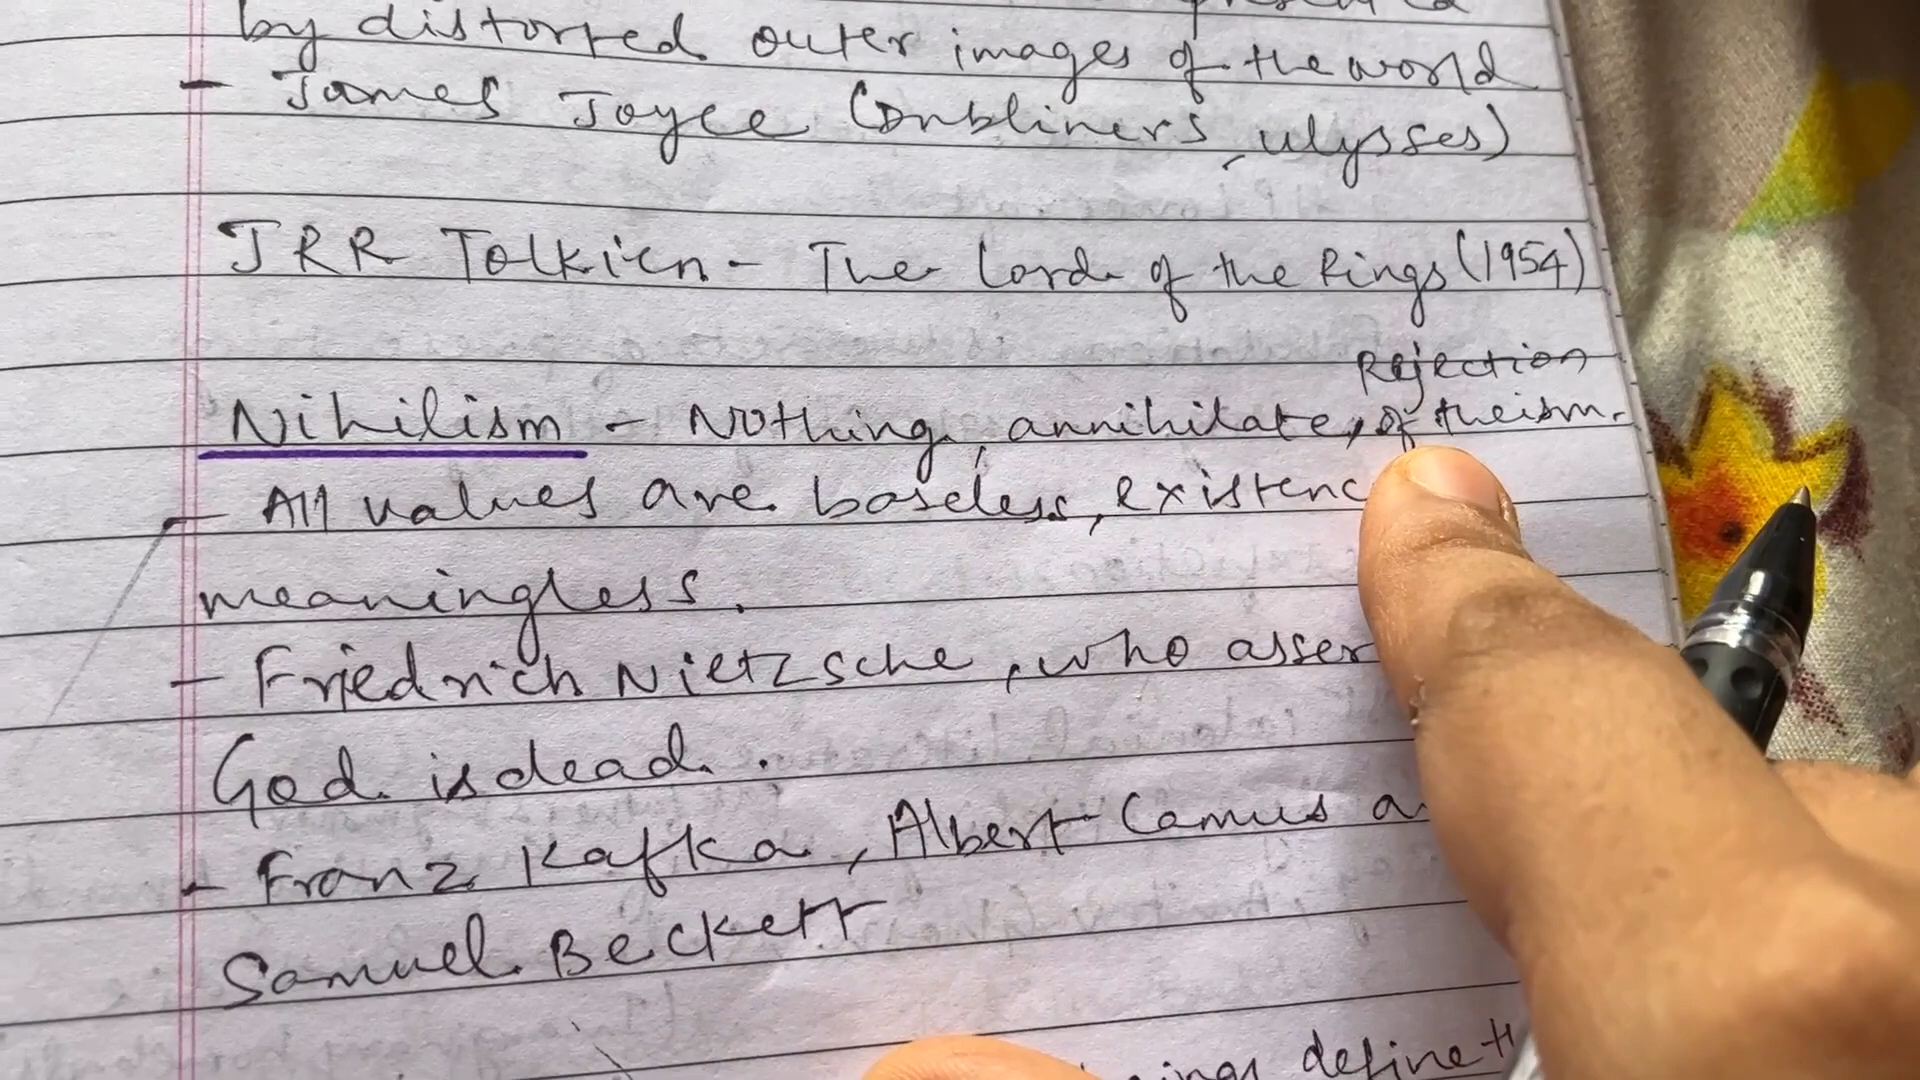 by distorted outer images of the world
- James Joyce (Dubliners, ulysses)
JRR Tolkien - The Lord of the Rings (1954)
Rejection
Nihilism - Nothing, annihilate, of theism.
- All values are baseless, existenc
meaningless.
- Friedrich Nietzsche, who asser
God is dead.
- Franz Kafka, Albert Camus a
Samuel Beckett
define